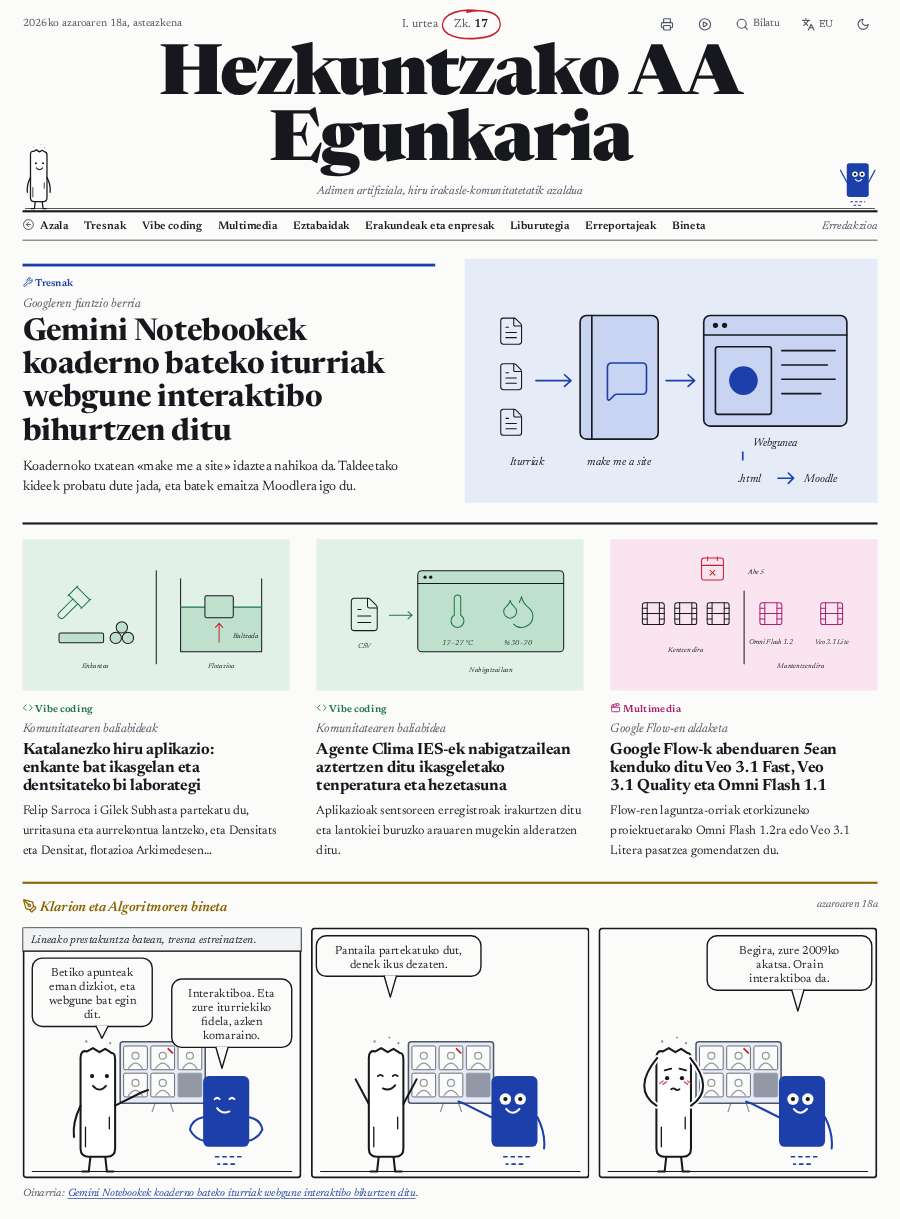 2026ko azaroaren 18a, asteazkena
I. urtea Zk. 17
Bilatu
EU
Hezkuntzako AA
Egunkaria
Adimen artifiziala, hiru irakasle-komunitatetatik azaldua
Azala Tresnak Vibe coding Multimedia Eztabaidak Erakundeak eta enpresak Liburutegia Erreportajeak Bineta Erredakzioa
Tresnak
Googleren funtzio berria
Gemini Notebookek
koaderno bateko iturriak
webgune interaktibo
bihurtzen ditu
Koadernoko txatean «make me a site» idaztea nahikoa da. Taldeetako
kideek probatu dute jada, eta batek emaitza Moodlera igo du.
Iturriak
make me a site
Webgunea
.html
Moodle
Enkantea
Bultzada
Flotazioa
Vibe coding
Komunitatearen baliabideak
Katalanezko hiru aplikazio:
enkante bat ikasgelan eta
dentsitateko bi laborategi
Felip Sarroca i Gilek Subhasta partekatu du,
urritasuna eta aurrekontua lantzeko, eta Densitats
eta Densitat, flotazioa Arkimedesen...
CSV
17–27 °C
%30–70
Nabigatzailean
Vibe coding
Komunitatearen baliabidea
Agente Clima IES-ek nabigatzailean
aztertzen ditu ikasgeletako
tenperatura eta hezetasuna
Aplikazioak sentsoreen erregistroak irakurtzen ditu
eta lantokiei buruzko arauaren mugekin alderatzen
ditu.
Abe 5
Kentzen dira
Omni Flash 1.2
Veo 3.1 Lite
Mantentzen dira
Multimedia
Google Flow-en aldaketa
Google Flow-k abenduaren 5ean
kenduko ditu Veo 3.1 Fast, Veo
3.1 Quality eta Omni Flash 1.1
Flow-ren laguntza-orriak etorkizuneko
proiektuetarako Omni Flash 1.2ra edo Veo 3.1
Litera pasatzea gomendatzen du.
Klarion eta Algoritmoren bineta
azaroaren 18a
Lineako prestakuntza batean, tresna estreinatzen.
Betiko apunteak
eman dizkiot, eta
webgune bat egin
dit.
Interaktiboa. Eta
zure iturriekiko
fidela, azken
komaraino.
Pantaila partekatuko dut,
denek ikus dezaten.
Begira, zure 2009ko
akatsa. Orain
interaktiboa da.
Oinarria: Gemini Notebookek koaderno bateko iturriak webgune interaktibo bihurtzen ditu.